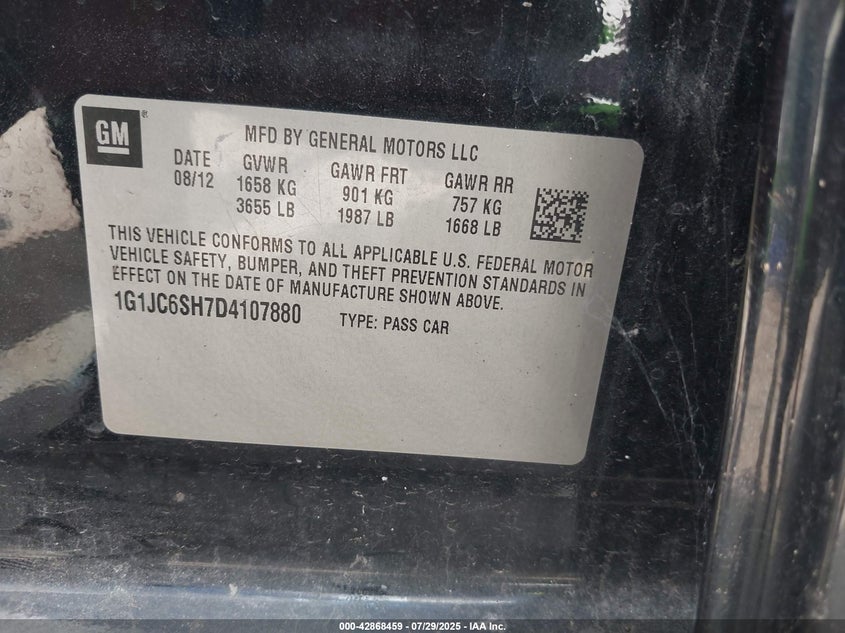 GM ®
MFD BY GENERAL MOTORS LLC
DATE GVWR GAWR FRT GAWR RR
08/12 1658 KG 901 KG 757 KG
3655 LB 1987 LB 1668 LB
THIS VEHICLE CONFORMS TO ALL APPLICABLE U.S. FEDERAL MOTOR
VEHICLE SAFETY, BUMPER, AND THEFT PREVENTION STANDARDS IN
EFFECT ON THE DATE OF MANUFACTURE SHOWN ABOVE.
1G1JC6SH7D4107880 TYPE: PASS CAR
000-42868459 - 07/29/2025 - IAA Inc.